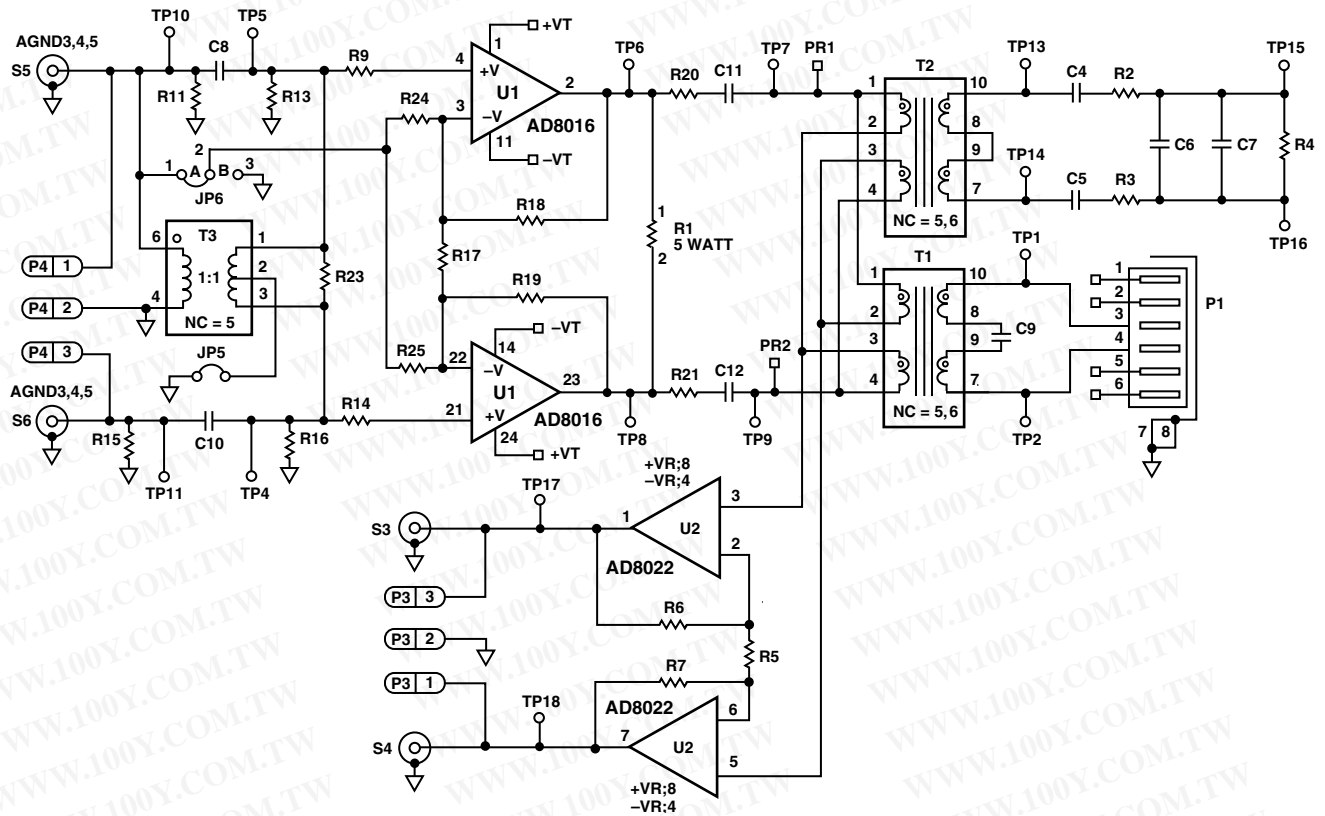 TP10
TP5
AGND3,4,5
C8
S5
R11
R13
R9
+VT
1
4
+V
U1
2
R24
3
–V
AD8016
11
–VT
TP6
R20
C11
TP7
PR1
T2
1
10
2
8
3
9
4
7
NC = 5,6
TP13
C4
R2
TP15
C6
C7
R4
TP14
C5
R3
TP16
2
1
A
B
3
JP6
R18
R17
R1
5 WATT
1
2
R19
6
T3
1
1:1
2
4
3
NC = 5
R23
P4 1
P4 2
P4 3
JP5
AGND3,4,5
S6
R15
C10
R16
R14
TP11
TP4
R25
22
–V
14
–VT
U1
23
21
+V
AD8016
24
+VT
TP8
R21
C12
PR2
TP9
T1
1
10
2
8
3
9
4
7
NC = 5,6
C9
TP1
TP2
1
2
3
4
5
6
P1
7
8
+VR;8
–VR;4
TP17
S3
1
U2
3
2
AD8022
P3 3
R6
P3 2
R5
R7
P3 1
TP18
AD8022
6
S4
7
U2
5
+VR;8
–VR;4
WWW.100Y.COM.TW